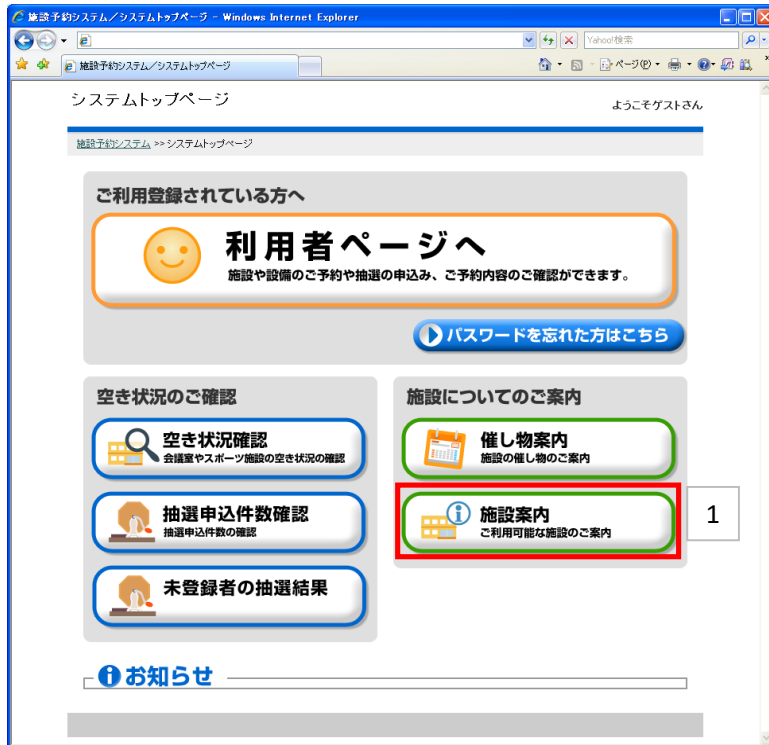 施設予約システム／システムトップページ - Windows Internet Explorer
Yahoo!検索
施設予約システム／システムトップページ
ページ(P)
システムトップページ
ようこそゲストさん
施設予約システム >> システムトップページ
ご利用登録されている方へ
利用者ページへ
施設や設備のご予約や抽選の申込み、ご予約内容のご確認ができます。
パスワードを忘れた方はこちら
空き状況のご確認
空き状況確認
会議室やスポーツ施設の空き状況の確認
抽選申込件数確認
抽選申込件数の確認
未登録者の抽選結果
施設についてのご案内
催し物案内
施設の催し物のご案内
施設案内
ご利用可能な施設のご案内
1
お知らせ